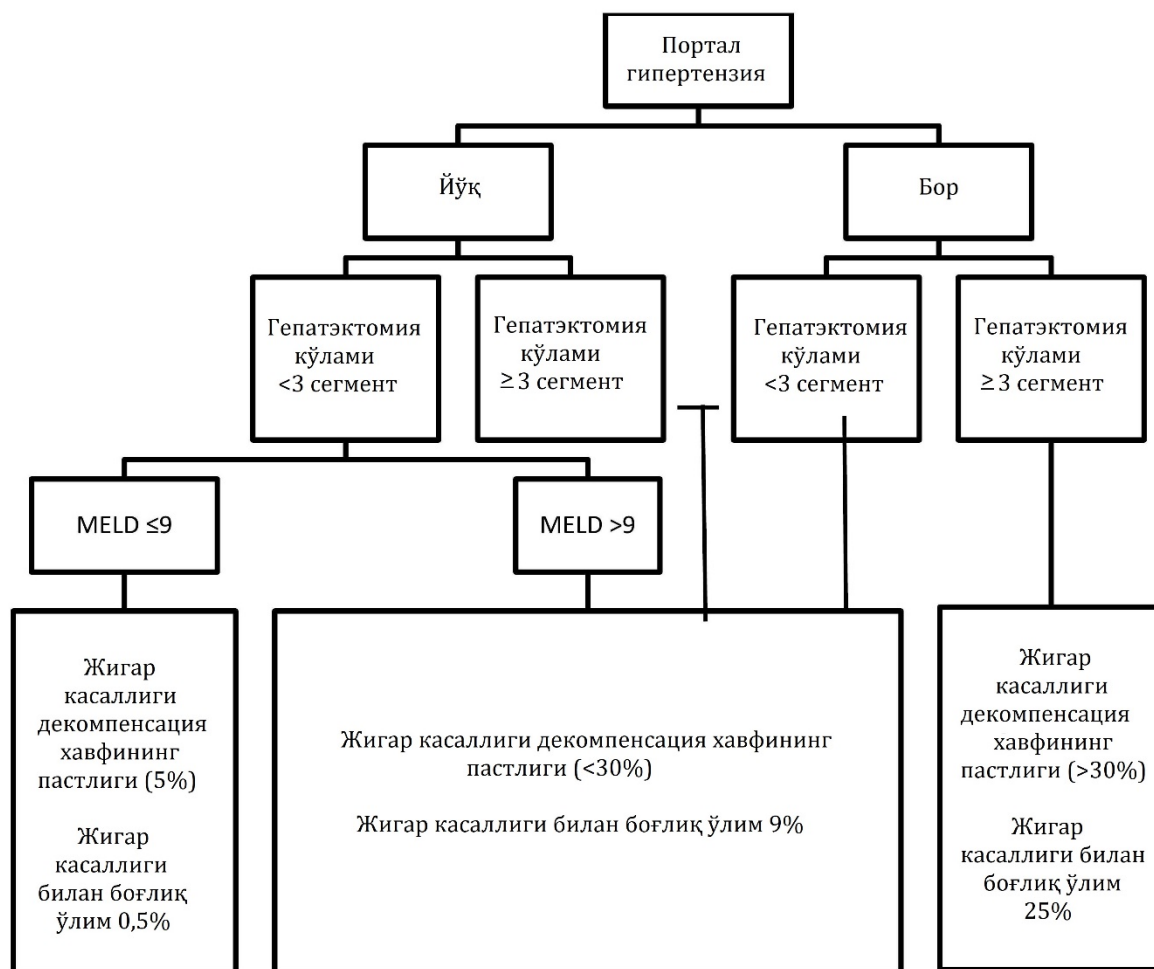 Портал
гипертензия
Йўқ
Бор
Гепатэктомия
кўлами
<3 сегмент
Гепатэктомия
кўлами
≥ 3 сегмент
Гепатэктомия
кўлами
<3 сегмент
Гепатэктомия
кўлами
≥ 3 сегмент
MELD ≤9
MELD >9
Жигар
касаллиги
декомпенсация
хавфининг
пастлиги (5%)
Жигар
касаллиги
билан боғлиқ
ўлим 0,5%
Жигар касаллиги декомпенсация хавфининг
пастлиги (<30%)
Жигар касаллиги билан боғлиқ ўлим 9%
Жигар
касаллиги
декомпенсация
хавфининг
пастлиги (>30%)
Жигар
касаллиги билан
боғлиқ ўлим
25%